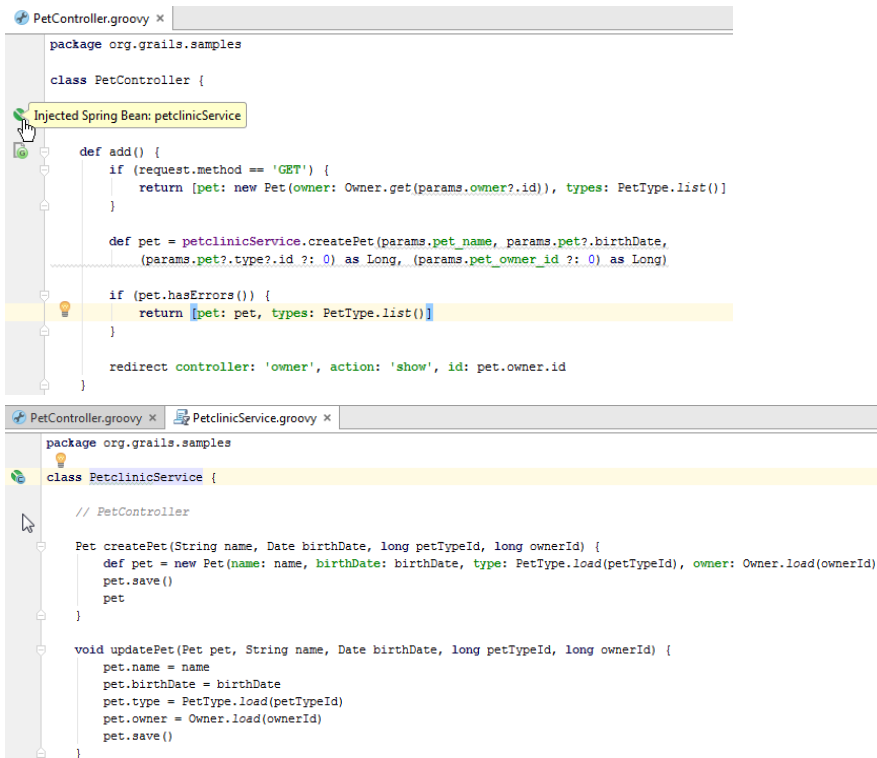 PetController.groovy ×
package org.grails.samples
class PetController {
Injected Spring Bean: petclinicService
def add() {
if (request.method == 'GET') {
return [pet: new Pet(owner: Owner.get(params.owner?.id)), types: PetType.list()]
}
def pet = petclinicService.createPet(params.pet_name, params.pet?.birthDate,
(params.pet?.type?.id ?: 0) as Long, (params.pet_owner_id ?: 0) as Long)
if (pet.hasErrors()) {
return [pet: pet, types: PetType.list()]
}
redirect controller: 'owner', action: 'show', id: pet.owner.id
}
PetController.groovy × PetclinicService.groovy ×
package org.grails.samples
class PetclinicService {
// PetController
Pet createPet(String name, Date birthDate, long petTypeId, long ownerId) {
def pet = new Pet(name: name, birthDate: birthDate, type: PetType.load(petTypeId), owner: Owner.load(ownerId)
pet.save()
pet
}
void updatePet(Pet pet, String name, Date birthDate, long petTypeId, long ownerId) {
pet.name = name
pet.birthDate = birthDate
pet.type = PetType.load(petTypeId)
pet.owner = Owner.load(ownerId)
pet.save()
}